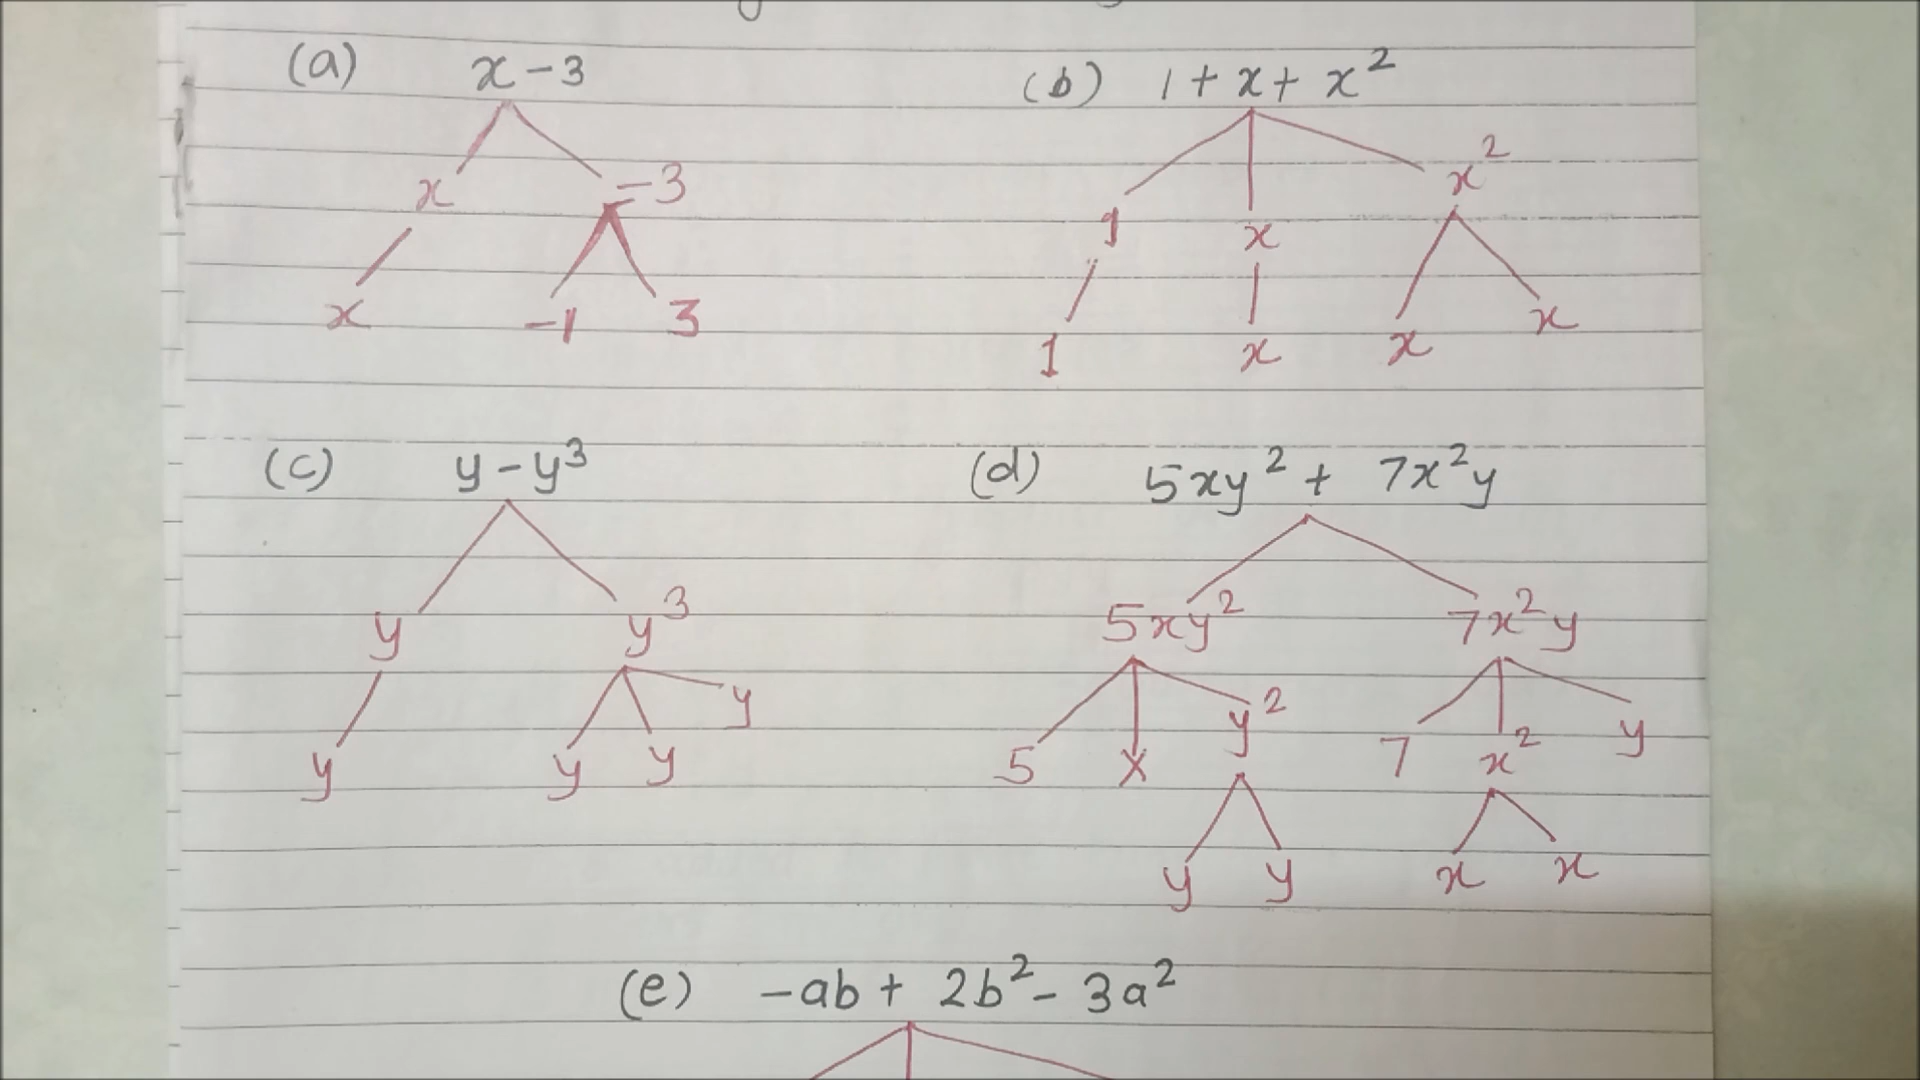 (a) x - 3
x -3
x -1 3
(b) 1 + x + x²
1 x x²
1 x x x
(c) y - y³
y y³
y y y y
(d) 5xy² + 7x²y
5xy² 7x²y
5 x y² 7 x² y
y y x x
(e) -ab + 2b² - 3a²